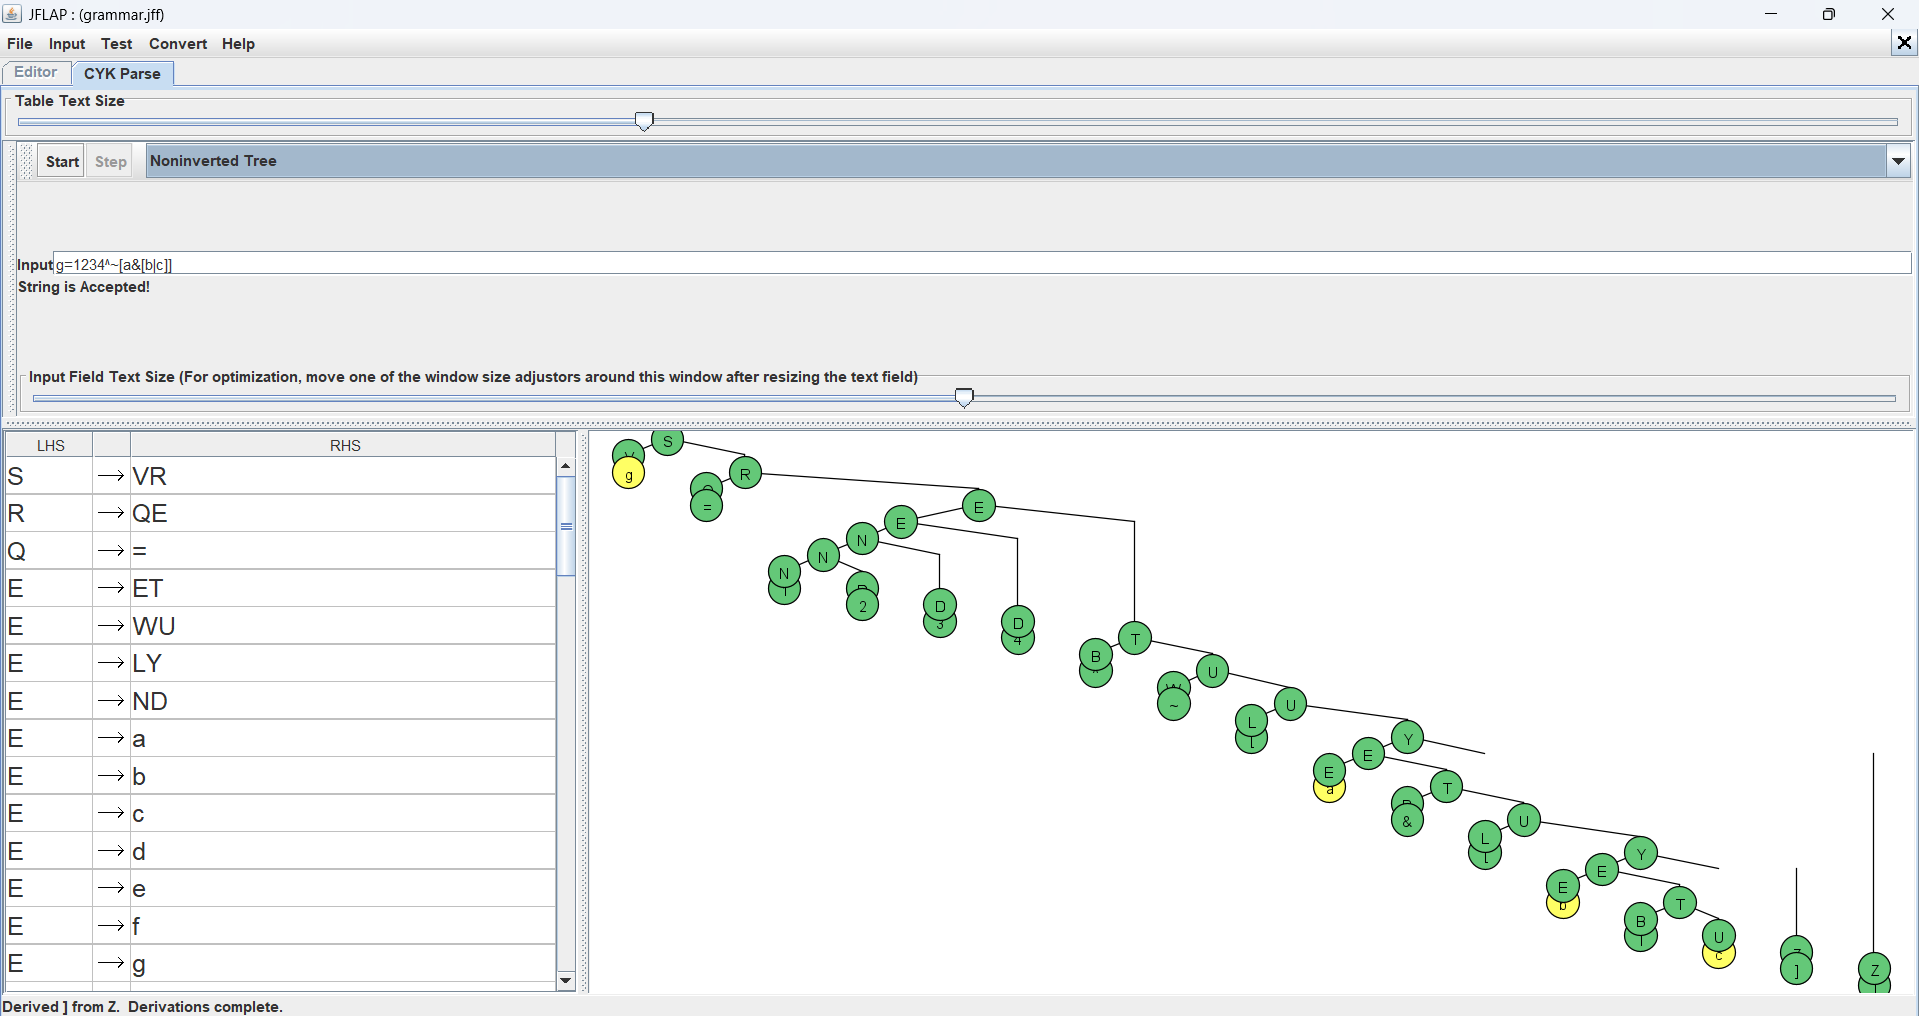 JFLAP : (grammar.jff)
File Input Test Convert Help
Editor CYK Parse
Table Text Size
Start Step Noninverted Tree
Input g=1234^~[a&[b|c]]
String is Accepted!
Input Field Text Size (For optimization, move one of the window size adjustors around this window after resizing the text field)
LHS RHS
S → VR
R → QE
Q → =
E → ET
E → WU
E → LY
E → ND
E → a
E → b
E → c
E → d
E → e
E → f
E → g
S
g
R
=
E
E
N
N
N
2
D
3
D
4
T
B
^
U
~
U
L
[
Y
E
E
a
T
&
U
L
[
Y
E
E
b
T
B
|
U
c
]
Z
Derived ] from Z. Derivations complete.